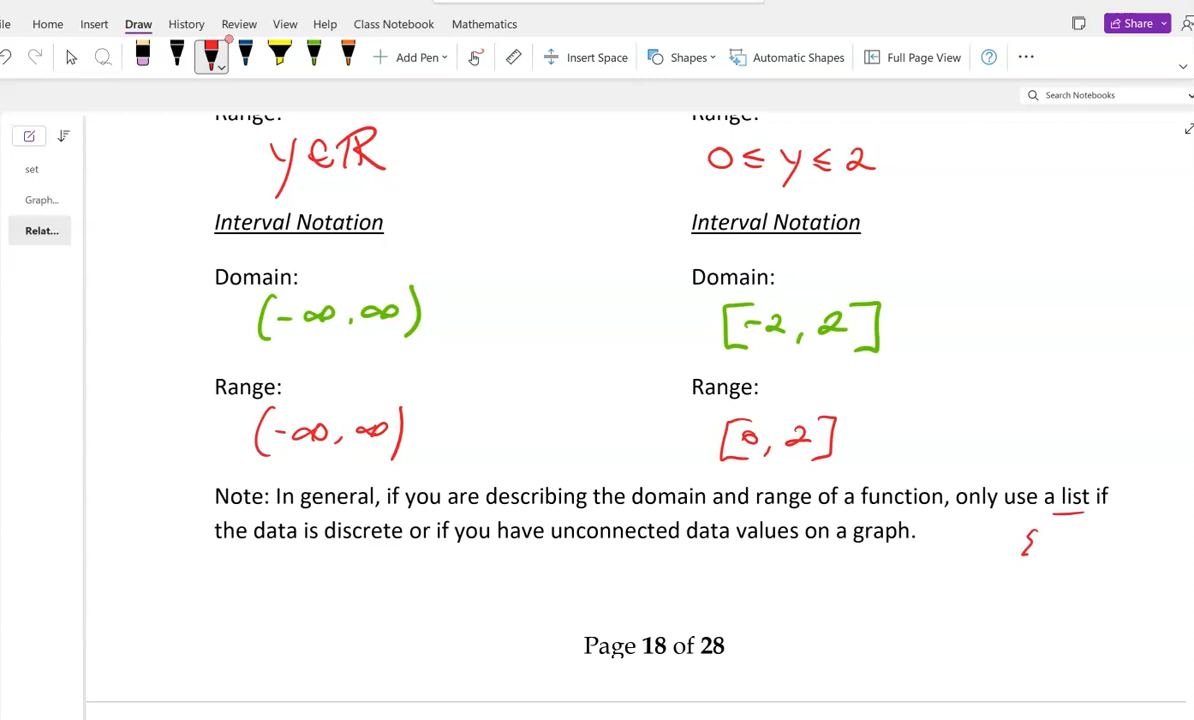 Home Insert Draw History Review View Help Class Notebook Mathematics Share
Add Pen Insert Space Shapes Automatic Shapes Full Page View
Search Notebooks
set
Graph...
Relat...
Range: Range:
y∈ℝ 0 ≤ y ≤ 2
Interval Notation Interval Notation
Domain: Domain:
(-∞, ∞) [-2, 2]
Range: Range:
(-∞, ∞) [0, 2]
Note: In general, if you are describing the domain and range of a function, only use a list if
the data is discrete or if you have unconnected data values on a graph.
{
Page 18 of 28